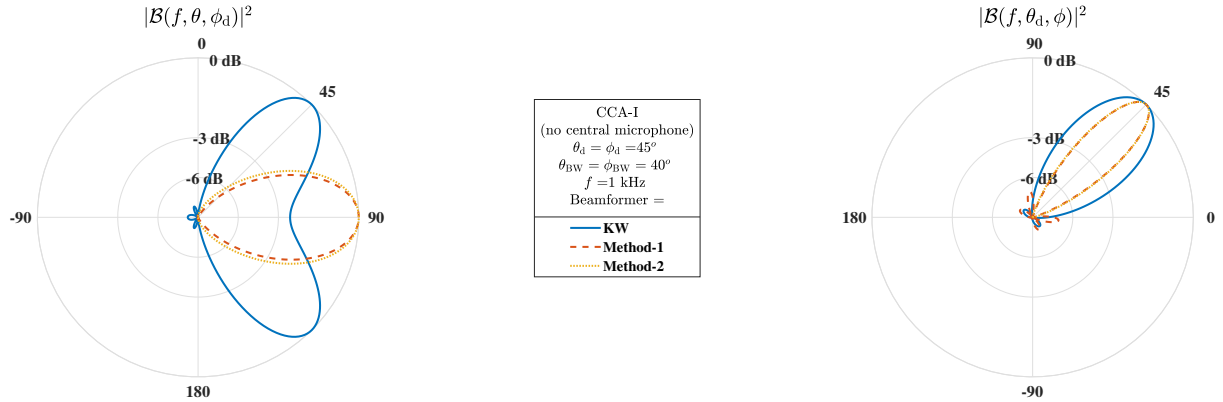 |B(f, θ, ϕ_d)|²
0
0 dB
45
-3 dB
-6 dB
-90
90
180
CCA-I
(no central microphone)
θ_d = ϕ_d =45^o
θ_BW = ϕ_BW = 40^o
f =1 kHz
Beamformer =
KW
Method-1
Method-2
|B(f, θ_d, ϕ)|²
90
0 dB
45
-3 dB
-6 dB
180
0
-90